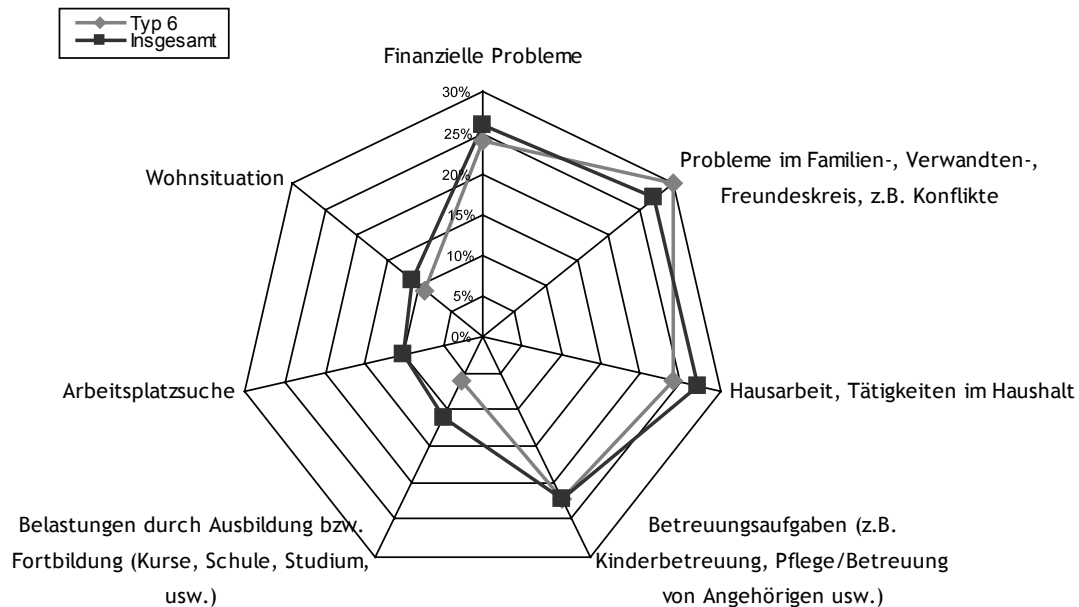 Typ 6
Insgesamt
Finanzielle Probleme
30%
25%
20%
15%
10%
5%
0%
Probleme im Familien-, Verwandten-,
Freundeskreis, z.B. Konflikte
Wohnsituation
Hausarbeit, Tätigkeiten im Haushalt
Arbeitsplatzsuche
Betreuungsaufgaben (z.B.
Kinderbetreuung, Pflege/Betreuung
von Angehörigen usw.)
Belastungen durch Ausbildung bzw.
Fortbildung (Kurse, Schule, Studium,
usw.)